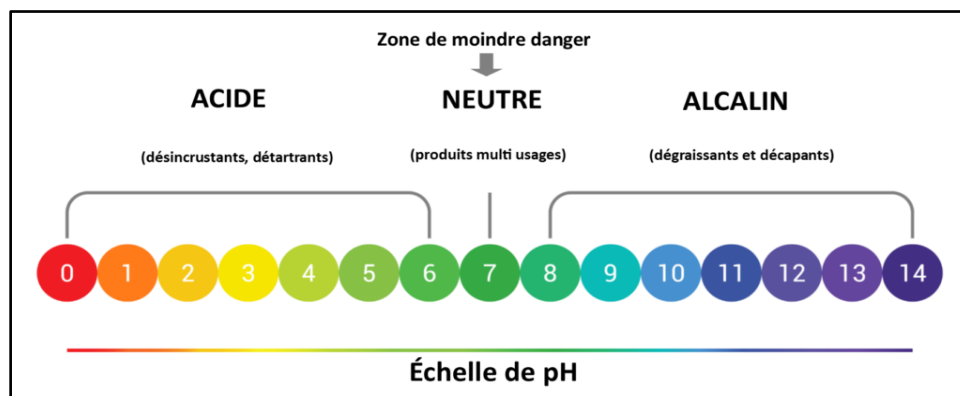 Zone de moindre danger
ACIDE NEUTRE ALCALIN
(désincrustants, détartrants) (produits multi usages) (dégraissants et décapants)
0 1 2 3 4 5 6 7 8 9 10 11 12 13 14
Échelle de pH